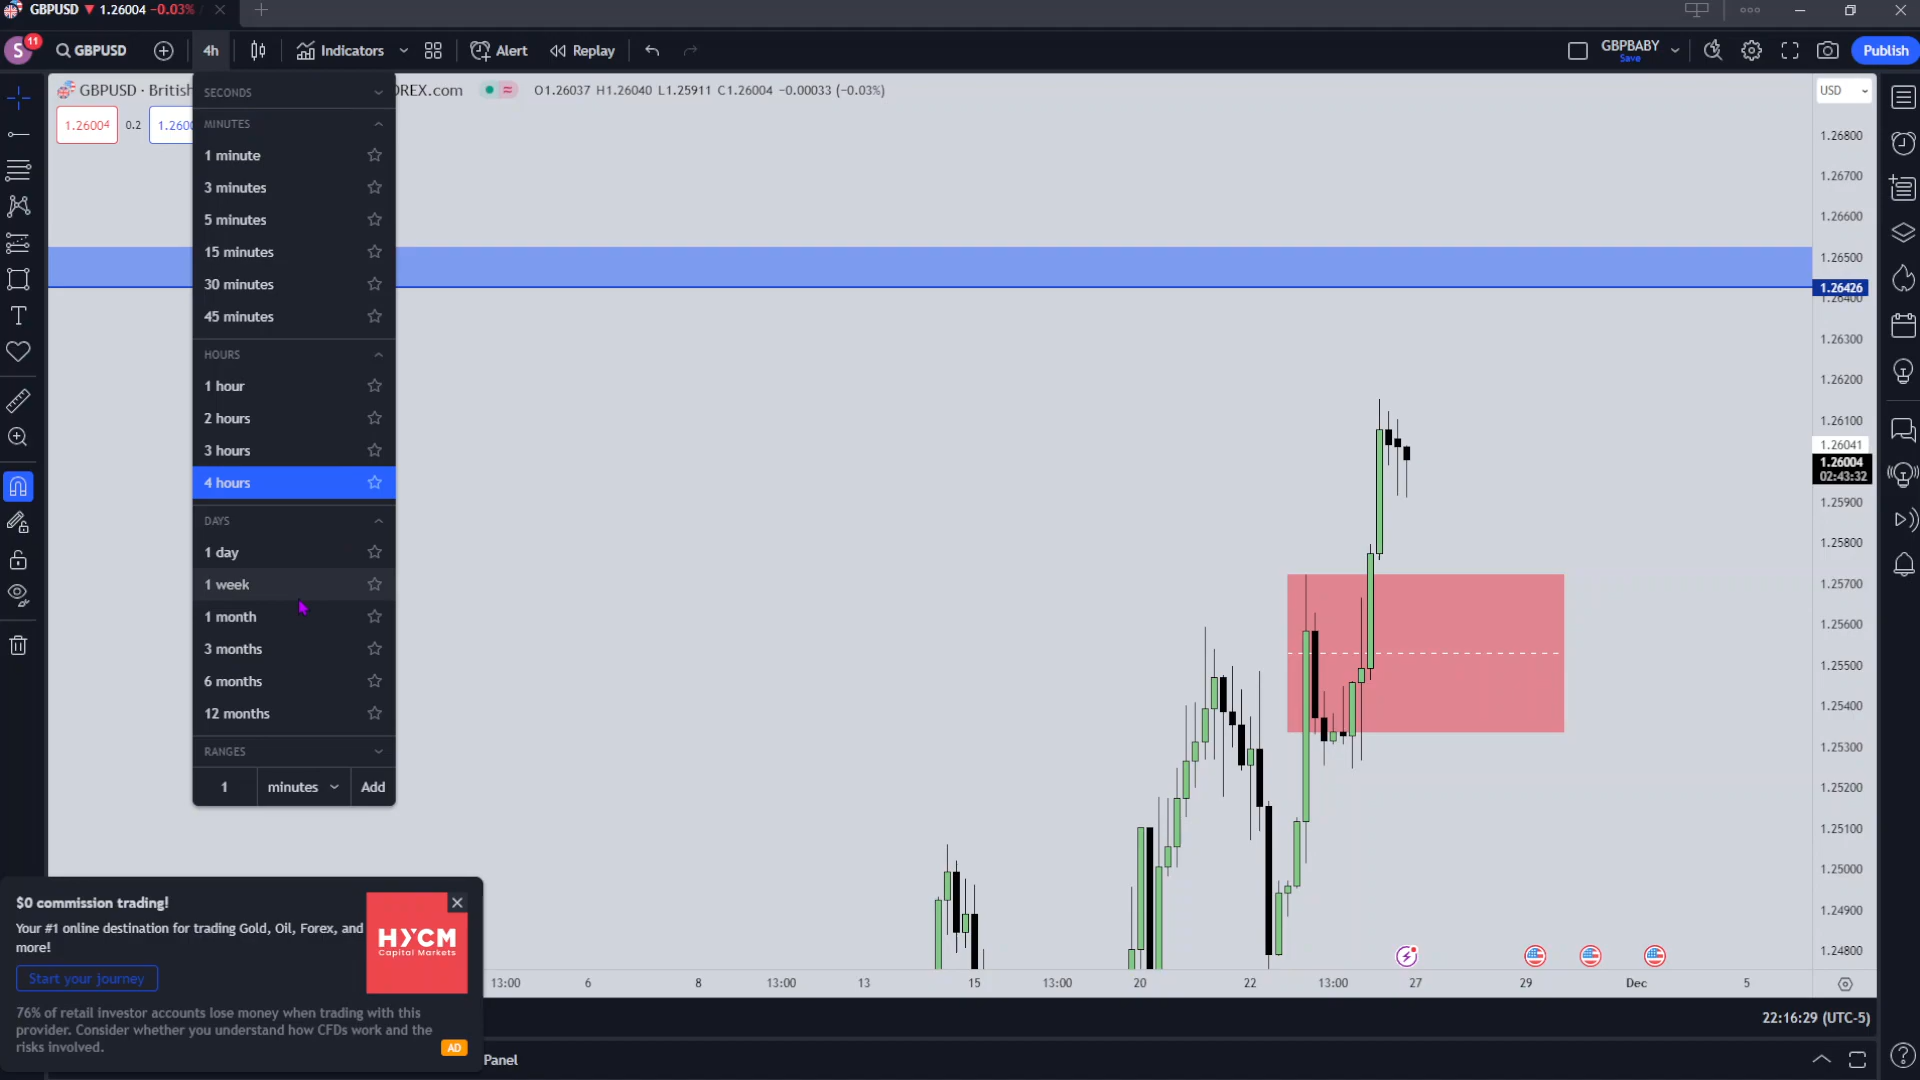 GBPUSD ▼ 1.26004 −0.03%
S 11 GBPUSD 4h Indicators Alert Replay GBPBABY Save Publish
GBPUSD · British
OREX.com O1.26037 H1.26040 L1.25911 C1.26004 −0.00033 (−0.03%)
USD
1.26004 0.2 1.2600
SECONDS
MINUTES
1 minute
3 minutes
5 minutes
15 minutes
30 minutes
45 minutes
HOURS
1 hour
2 hours
3 hours
4 hours
DAYS
1 day
1 week
1 month
3 months
6 months
12 months
RANGES
1 minutes Add
1.26800
1.26700
1.26600
1.26500
1.26426
1.26400
1.26300
1.26200
1.26100
1.26041
1.26004
02:43:32
1.25900
1.25800
1.25700
1.25600
1.25500
1.25400
1.25300
1.25200
1.25100
1.25000
1.24900
1.24800
13:00 6 8 13:00 13 15 13:00 20 22 13:00 27 29 Dec 5
22:16:29 (UTC-5)
Panel
$0 commission trading!
Your #1 online destination for trading Gold, Oil, Forex, and
more!
Start your journey
HYCM
Capital Markets
76% of retail investor accounts lose money when trading with this
provider. Consider whether you understand how CFDs work and the
risks involved.
AD